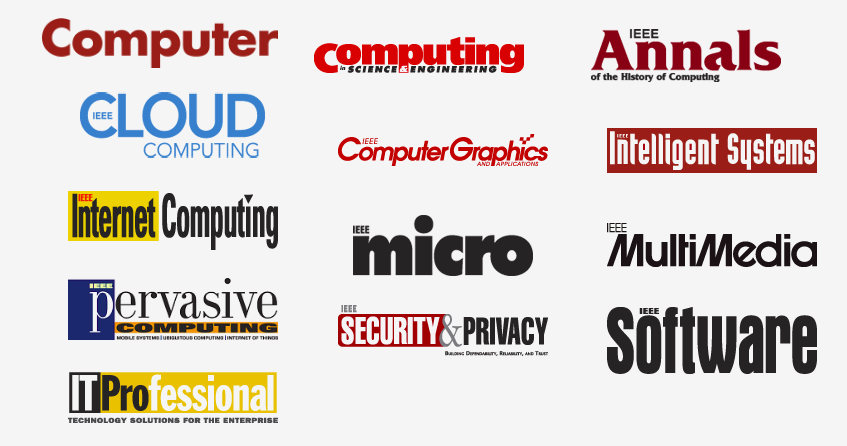 Computer
IEEE CLOUD
COMPUTING
IEEE
Internet Computing
IEEE
pervasive
COMPUTING
MOBILE SYSTEMS | UBIQUITOUS COMPUTING | INTERNET OF THINGS
ITProfessional
TECHNOLOGY SOLUTIONS FOR THE ENTERPRISE
Computing
in SCIENCE & ENGINEERING
IEEE
Computer Graphics
AND APPLICATIONS
IEEE
micro
IEEE
SECURITY & PRIVACY
BUILDING DEPENDABILITY, RELIABILITY, AND TRUST
IEEE
Annals
of the History of Computing
IEEE
Intelligent Systems
IEEE
MultiMedia
IEEE
Software